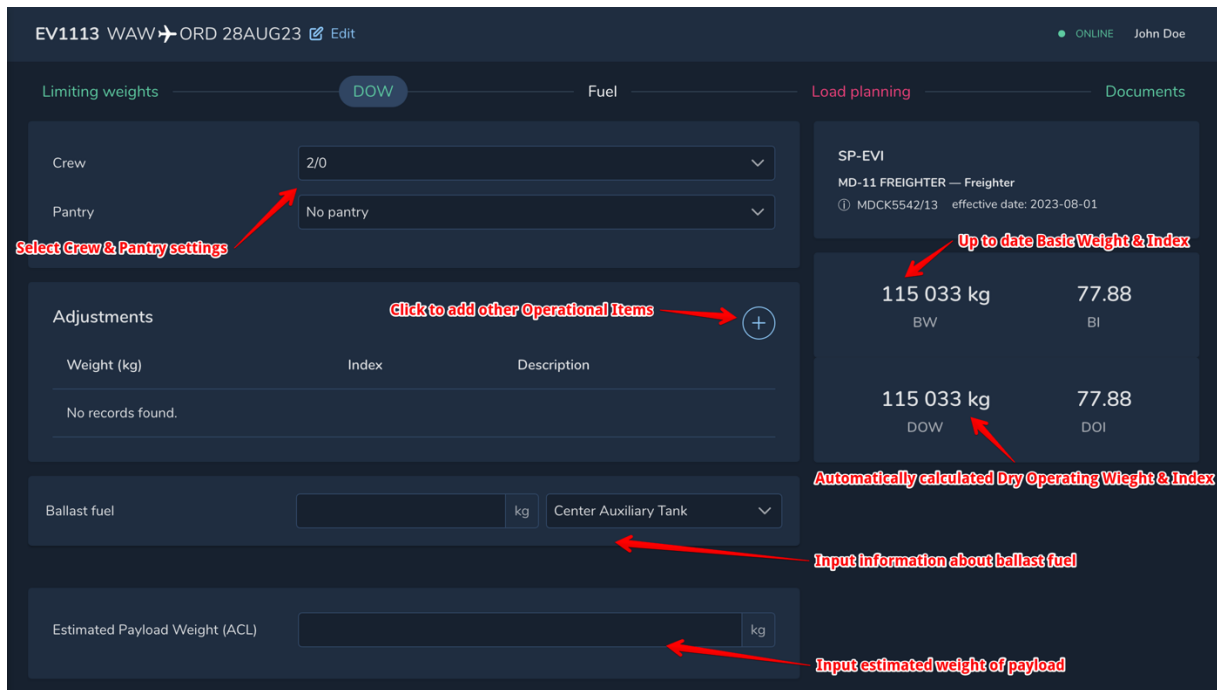 EV1113 WAW ✈ ORD 28AUG23 Edit
ONLINE John Doe
Limiting weights DOW Fuel Load planning Documents
Crew 2/0
Pantry No pantry
Select Crew & Pantry settings
SP-EVI
MD-11 FREIGHTER — Freighter
MDCK5542/13 effective date: 2023-08-01
Up to date Basic Weight & Index
115 033 kg 77.88
BW BI
Adjustments
Click to add other Operational Items
Weight (kg) Index Description
No records found.
115 033 kg 77.88
DOW DOI
Automatically calculated Dry Operating Wieght & Index
Ballast fuel kg Center Auxiliary Tank
Input information about ballast fuel
Estimated Payload Weight (ACL) kg
Input estimated weight of payload